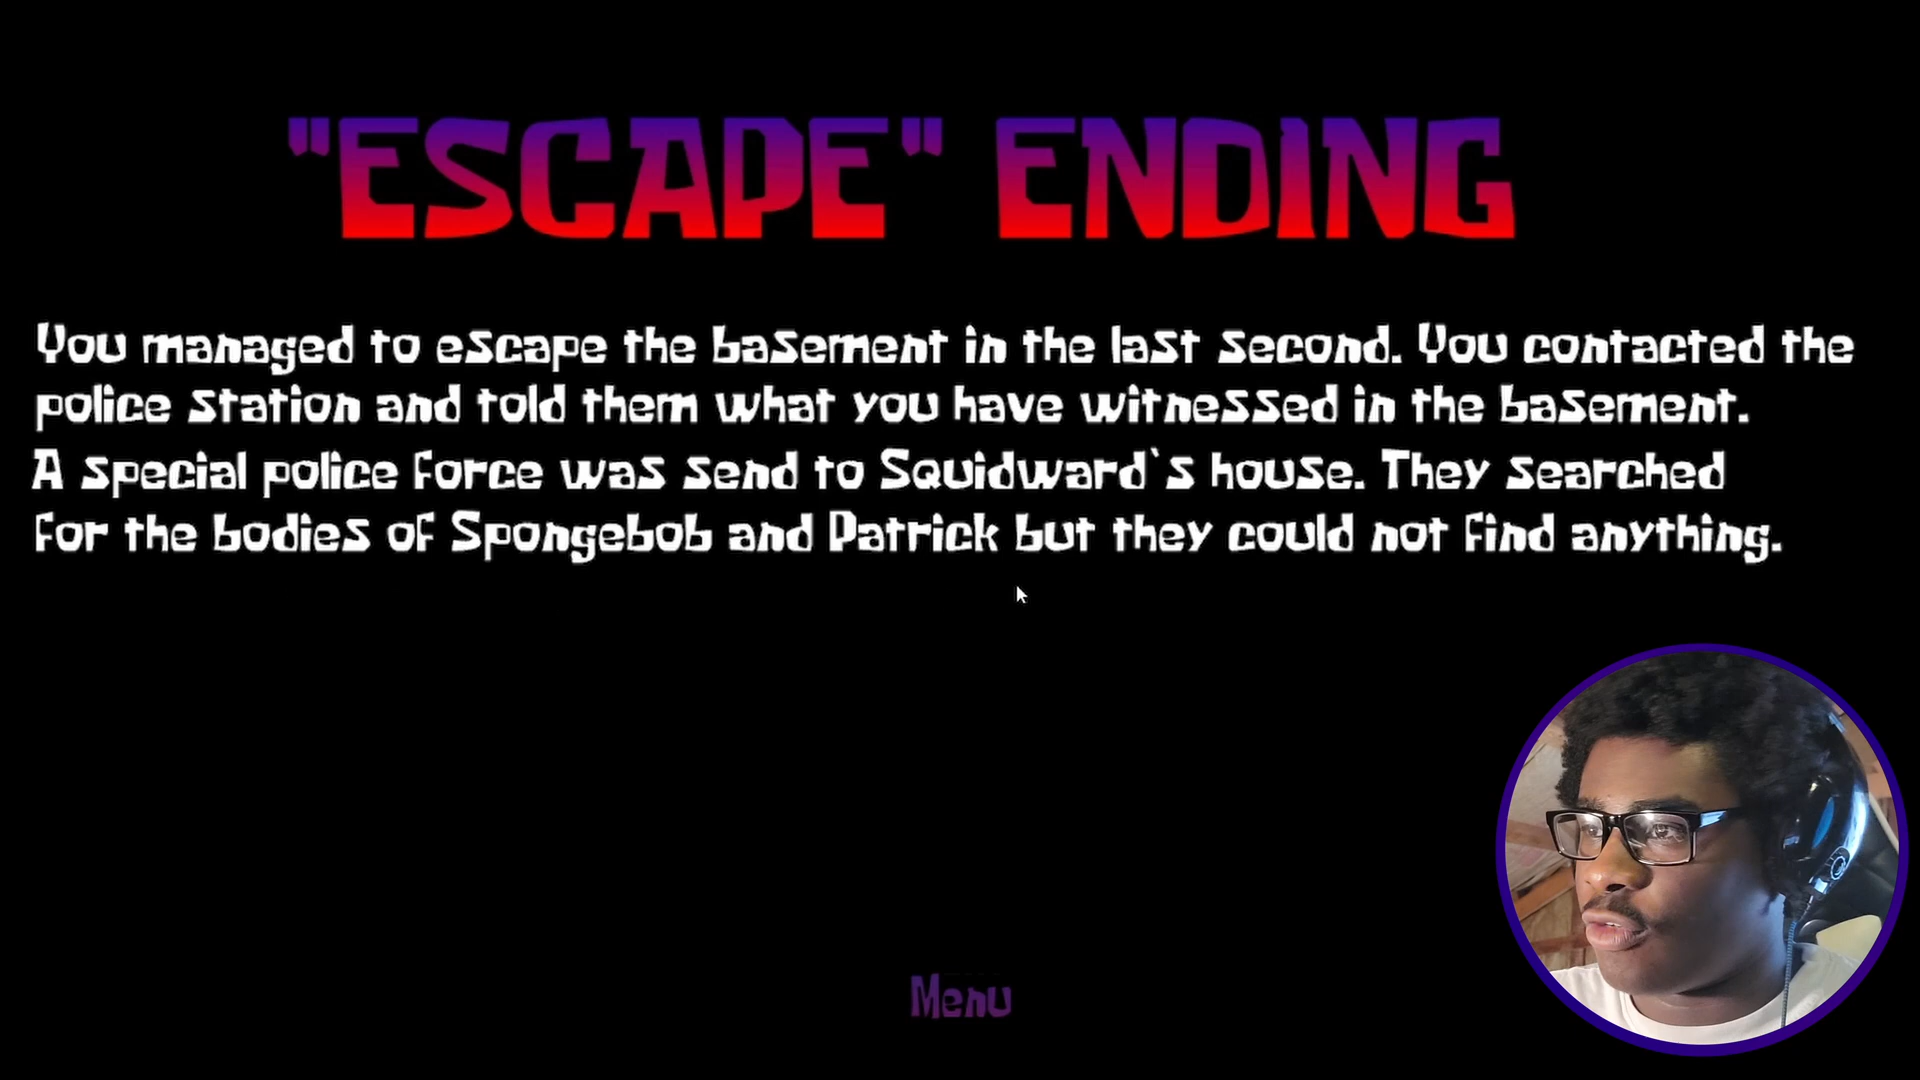 "ESCAPE" ENDING
You managed to escape the basement in the last second. You contacted the
police station and told them what you have witnessed in the basement.
A special police force was send to Squidward`s house. They searched
for the bodies of Spongebob and Patrick but they could not find anything.
Menu